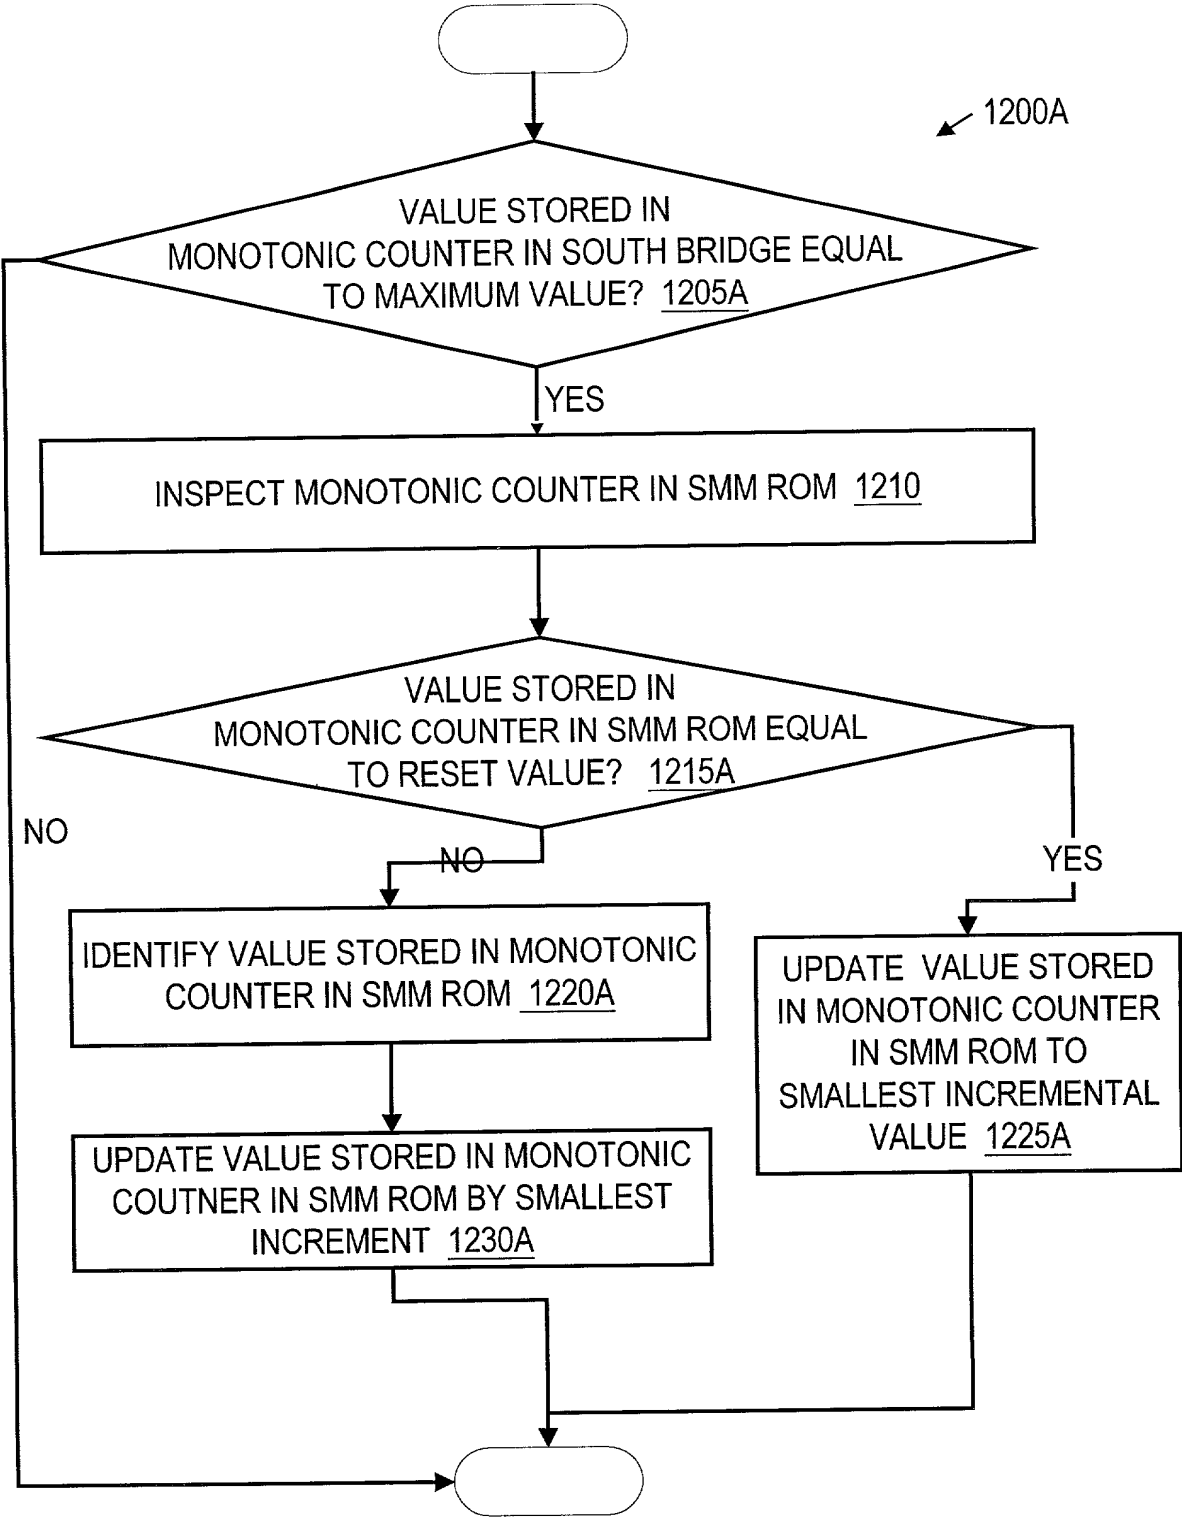 1200A
VALUE STORED IN
MONOTONIC COUNTER IN SOUTH BRIDGE EQUAL
TO MAXIMUM VALUE? 1205A
YES
INSPECT MONOTONIC COUNTER IN SMM ROM 1210
VALUE STORED IN
MONOTONIC COUNTER IN SMM ROM EQUAL
TO RESET VALUE? 1215A
NO
NO
YES
IDENTIFY VALUE STORED IN MONOTONIC
COUNTER IN SMM ROM 1220A
UPDATE VALUE STORED
IN MONOTONIC COUNTER
IN SMM ROM TO
SMALLEST INCREMENTAL
VALUE 1225A
UPDATE VALUE STORED IN MONOTONIC
COUTNER IN SMM ROM BY SMALLEST
INCREMENT 1230A